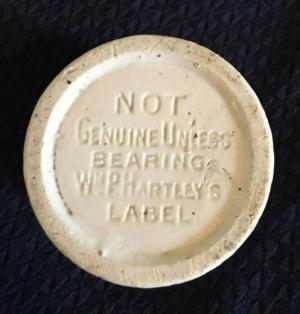 NOT
GENUINE UNLESS
BEARING
WM P HARTLEY'S
LABEL